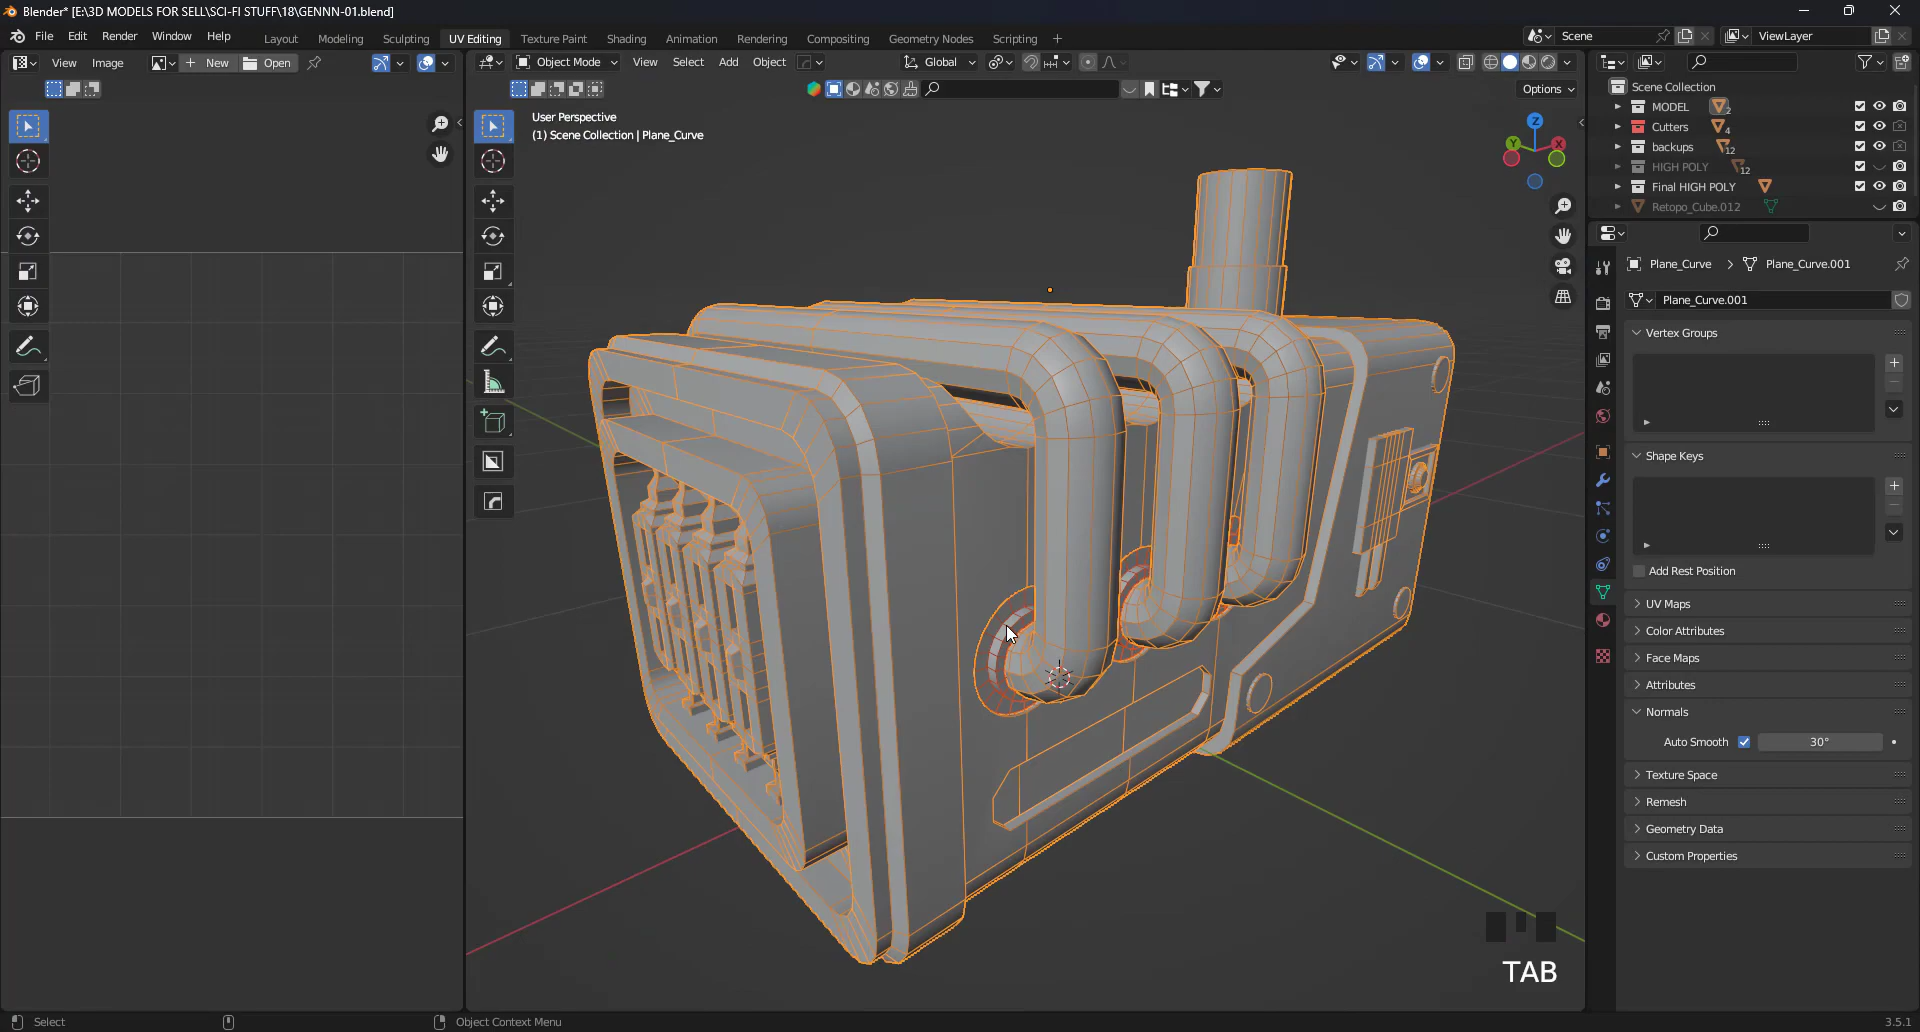 Blender* [E:\3D MODELS FOR SELL\SCI-FI STUFF\18\GENNN-01.blend]
File Edit Render Window Help
Layout Modeling Sculpting UV Editing Texture Paint Shading Animation Rendering Compositing Geometry Nodes Scripting +
Scene
ViewLayer
View Image
New
Open
Object Mode
View Select Add Object
Global
Options
User Perspective
(1) Scene Collection | Plane_Curve
Z
Y
X
Scene Collection
MODEL 2
Cutters 4
backups 12
HIGH POLY 12
Final HIGH POLY
Retopo_Cube.012
Plane_Curve > Plane_Curve.001
Plane_Curve.001
Vertex Groups
Shape Keys
Add Rest Position
UV Maps
Color Attributes
Face Maps
Attributes
Normals
Auto Smooth 30°
Texture Space
Remesh
Geometry Data
Custom Properties
TAB
Select
Object Context Menu
3.5.1